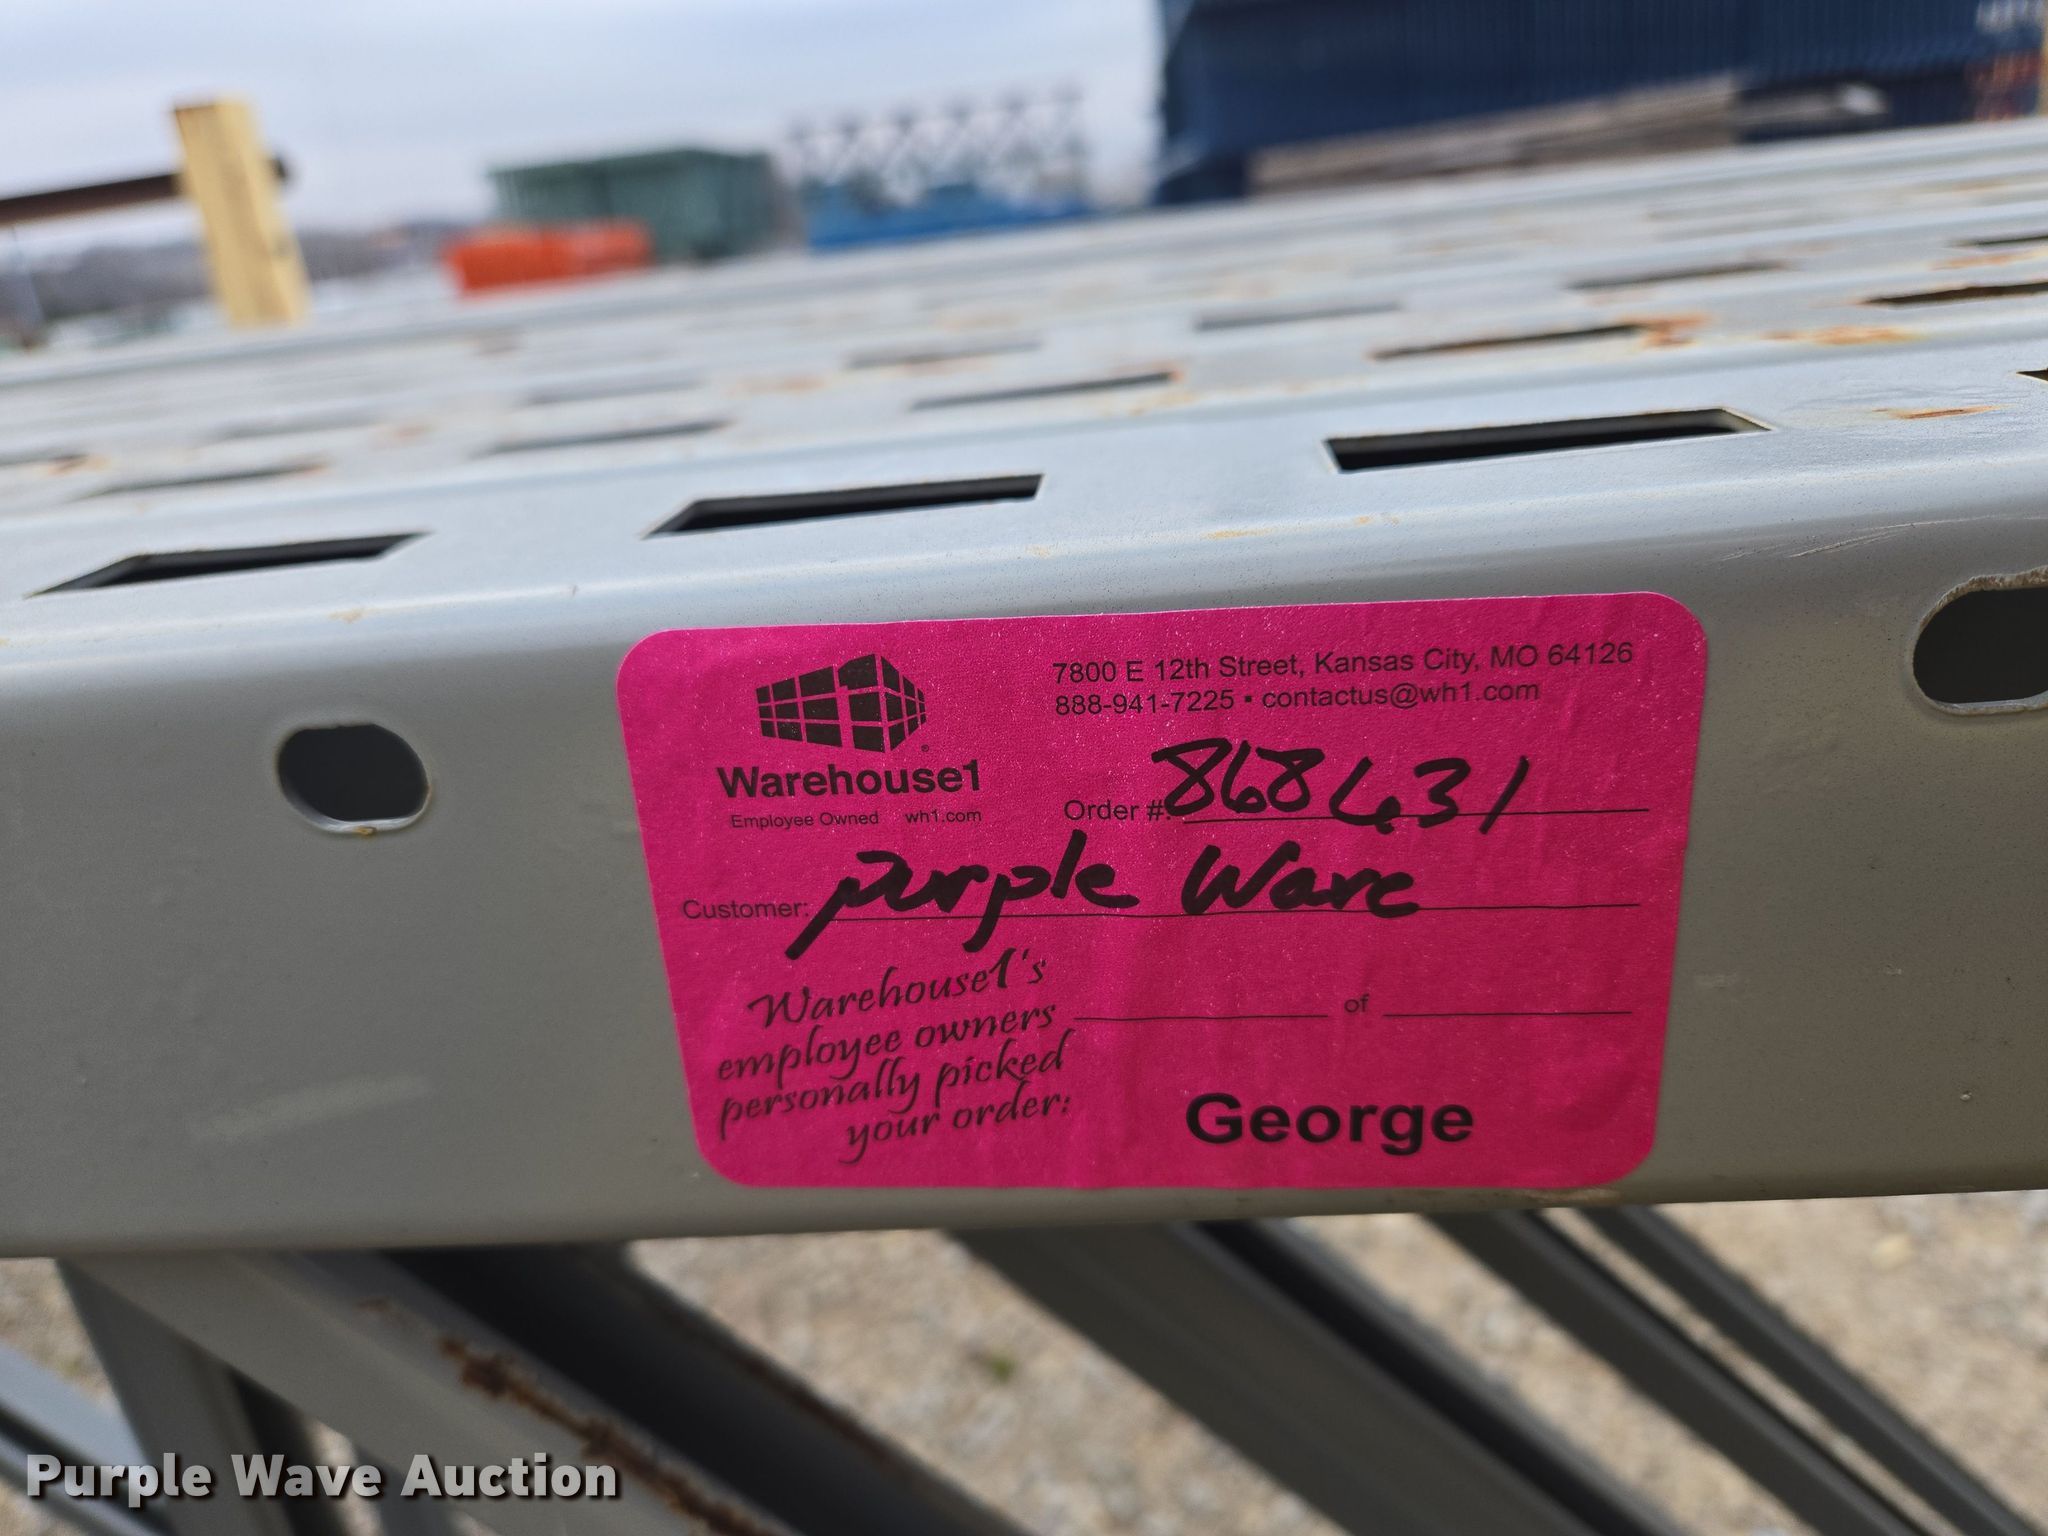 7800 E 12th Street, Kansas City, MO 64126
888-941-7225 • contactus@wh1.com
Warehouse1
®
Employee Owned wh1.com
Order #: 868631
Customer: purple Wave
Warehouse1's
employee owners
personally picked
your order:
of
George
Purple Wave Auction